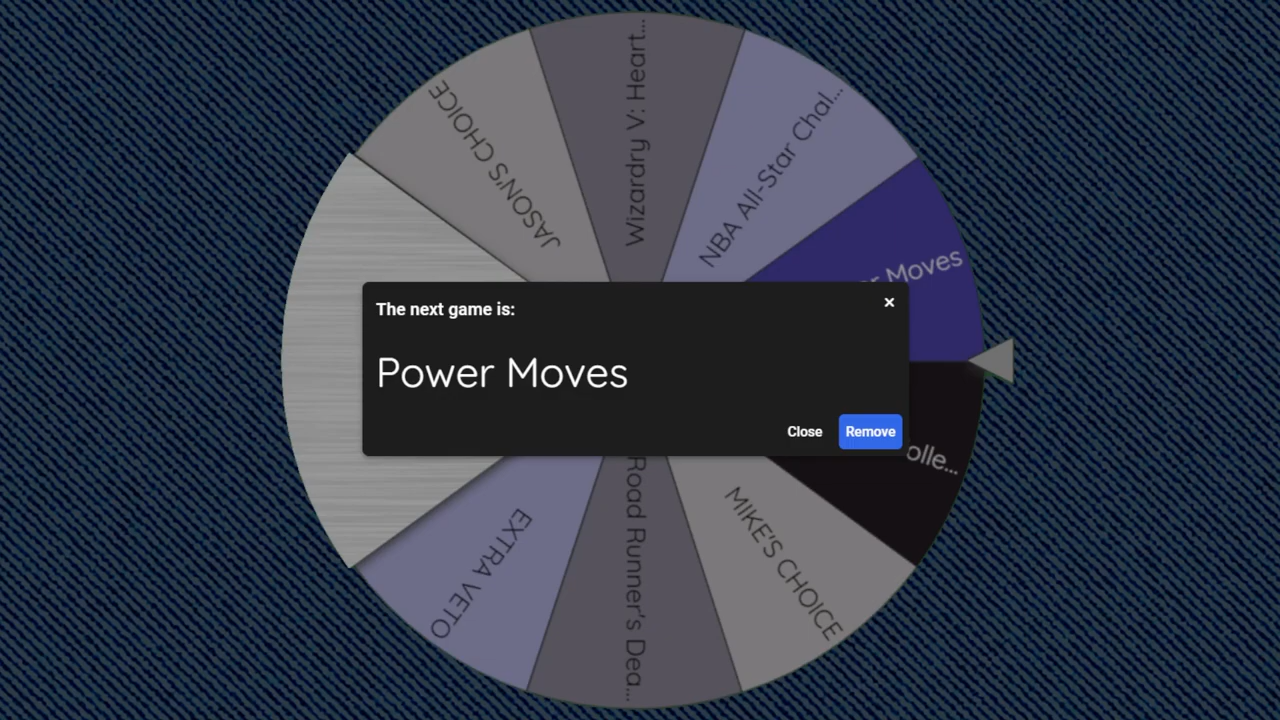 JASON'S CHOICE
Wizardry V: Heart...
NBA All-Star Chal...
Moves
The next game is:
×
Power Moves
Close
Remove
olle...
EXTRA VETO
Road Runner's Dea...
MIKE'S CHOICE